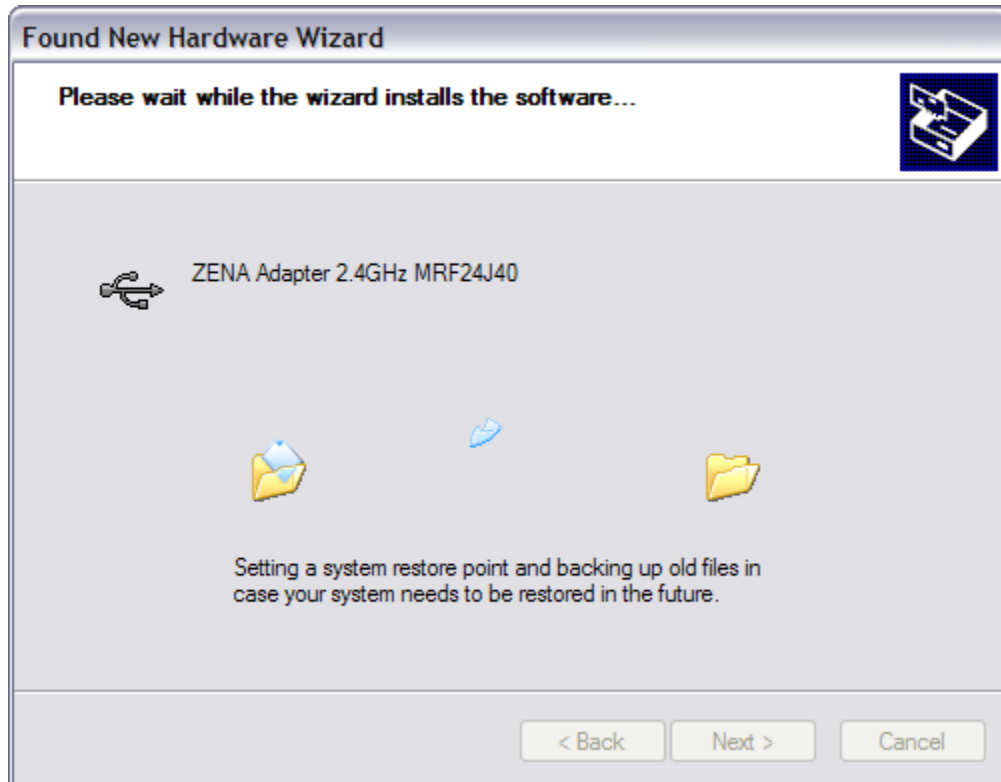 Found New Hardware Wizard
Please wait while the wizard installs the software...
ZENA Adapter 2.4GHz MRF24J40
Setting a system restore point and backing up old files in
case your system needs to be restored in the future.
< Back Next > Cancel